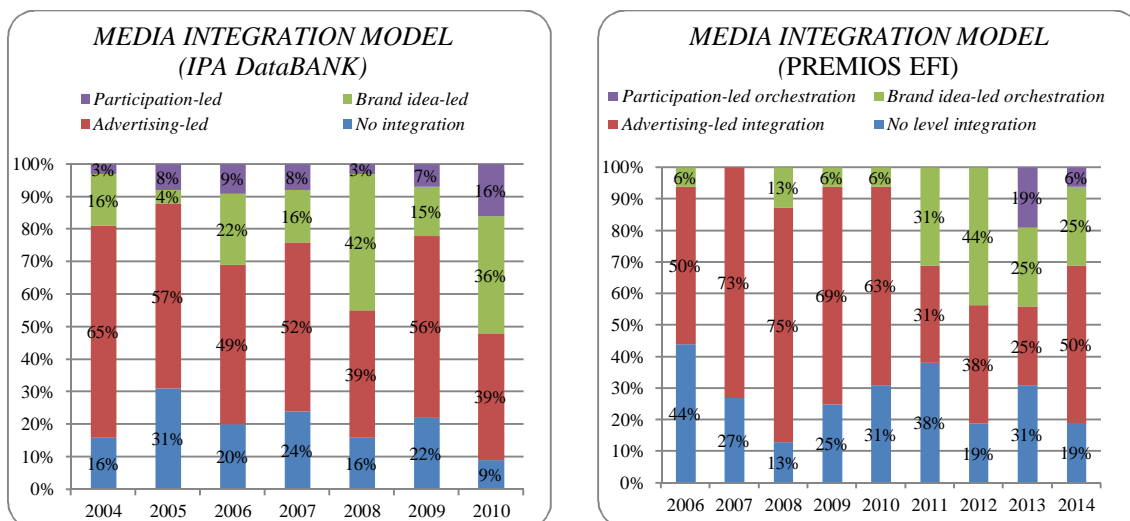 MEDIA INTEGRATION MODEL
(IPA DataBANK)
Participation-led Brand idea-led
Advertising-led No integration
100%
90%
80%
70%
60%
50%
40%
30%
20%
10%
0%
3% 8% 9% 8% 3% 7% 16%
16% 4% 22% 16% 42% 15% 36%
65% 57% 49% 52% 39% 56% 39%
16% 31% 20% 24% 16% 22% 9%
2004 2005 2006 2007 2008 2009 2010
MEDIA INTEGRATION MODEL
(PREMIOS EFI)
Participation-led orchestration Brand idea-led orchestration
Advertising-led integration No level integration
100%
90%
80%
70%
60%
50%
40%
30%
20%
10%
0%
19% 6%
6% 13% 6% 6% 31% 44% 25% 25%
50% 73% 75% 69% 63% 31% 38% 25% 50%
44% 27% 13% 25% 31% 38% 19% 31% 19%
2006 2007 2008 2009 2010 2011 2012 2013 2014